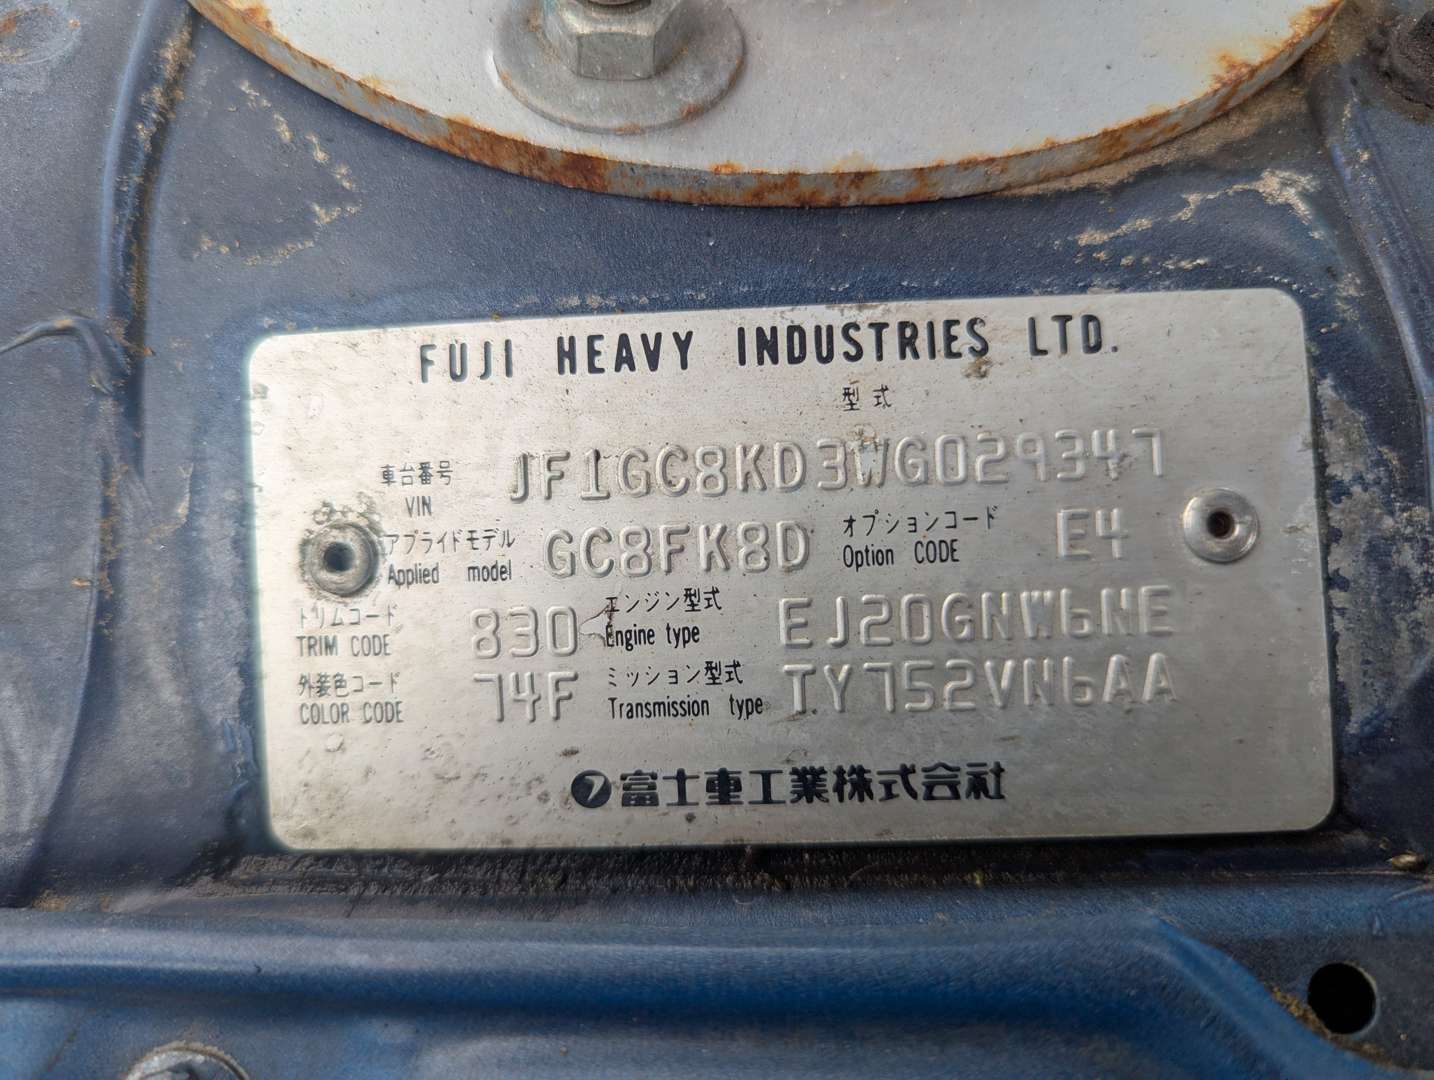 FUJI HEAVY INDUSTRIES LTD.
型式
車台番号 VIN JF1GC8KD3WG029347
アプライドモデル Applied model GC8FK8D オプションコード Option CODE E4
トリムコード TRIM CODE 830 エンジン型式 Engine type EJ20GNW6NE
外装色コード COLOR CODE 74F ミッション型式 Transmission type TY752VN6AA
富士重工業株式会社